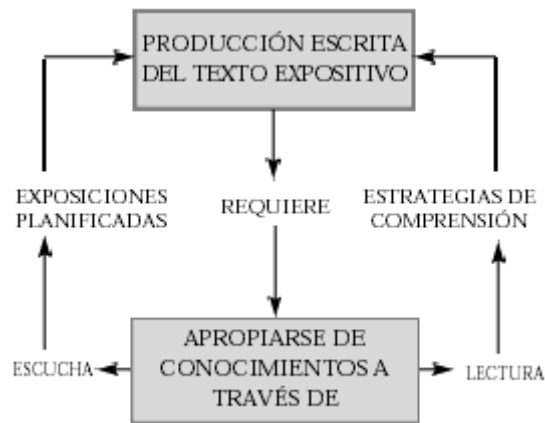 PRODUCCIÓN ESCRITA
DEL TEXTO EXPOSITIVO
EXPOSICIONES
PLANIFICADAS
REQUIERE
ESTRATEGIAS DE
COMPRENSIÓN
ESCUCHA
APROPIARSE DE
CONOCIMIENTOS A
TRAVÉS DE
LECTURA